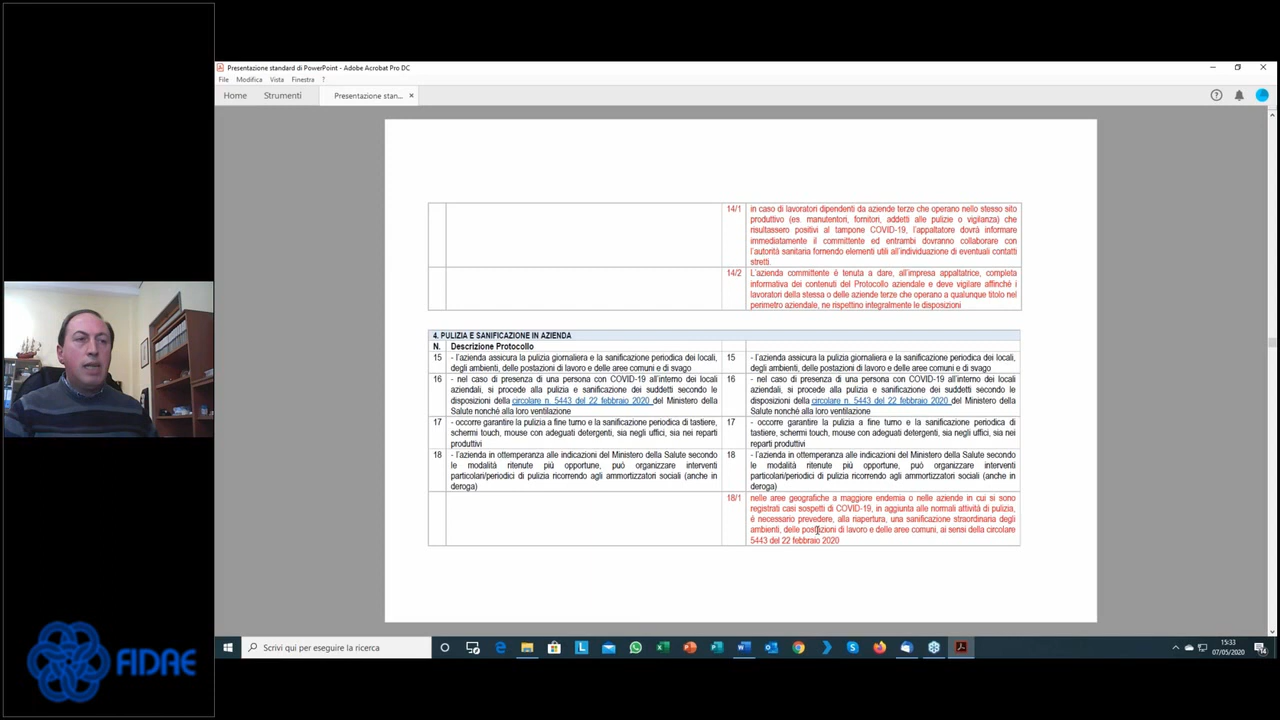 Presentazione standard di PowerPoint - Adobe Acrobat Pro DC
File Modifica Vista Finestra ?
Home Strumenti Presentazione stan... ×
14/1 in caso di lavoratori dipendenti da aziende terze che operano nello stesso sito
produttivo (es. manutentori, fornitori, addetti alle pulizie o vigilanza) che
risultassero positivi al tampone COVID-19, l'appaltatore dovrà informare
immediatamente il committente ed entrambi dovranno collaborare con
l'autorità sanitaria fornendo elementi utili all'individuazione di eventuali contatti
stretti.
14/2 L'azienda committente è tenuta a dare, all'impresa appaltatrice, completa
informativa dei contenuti del Protocollo aziendale e deve vigilare affinché i
lavoratori della stessa o delle aziende terze che operano a qualunque titolo nel
perimetro aziendale, ne rispettino integralmente le disposizioni
4. PULIZIA E SANIFICAZIONE IN AZIENDA
N. Descrizione Protocollo
15 - l'azienda assicura la pulizia giornaliera e la sanificazione periodica dei locali,
degli ambienti, delle postazioni di lavoro e delle aree comuni e di svago
15 - l'azienda assicura la pulizia giornaliera e la sanificazione periodica dei locali,
degli ambienti, delle postazioni di lavoro e delle aree comuni e di svago
16 - nel caso di presenza di una persona con COVID-19 all'interno dei locali
aziendali, si procede alla pulizia e sanificazione dei suddetti secondo le
disposizioni della circolare n. 5443 del 22 febbraio 2020 del Ministero della
Salute nonché alla loro ventilazione
16 - nel caso di presenza di una persona con COVID-19 all'interno dei locali
aziendali, si procede alla pulizia e sanificazione dei suddetti secondo le
disposizioni della circolare n. 5443 del 22 febbraio 2020 del Ministero della
Salute nonché alla loro ventilazione
17 - occorre garantire la pulizia a fine turno e la sanificazione periodica di
tastiere, schermi touch, mouse con adeguati detergenti, sia negli uffici, sia nei reparti
produttivi
17 - occorre garantire la pulizia a fine turno e la sanificazione periodica di
tastiere, schermi touch, mouse con adeguati detergenti, sia negli uffici, sia nei
reparti produttivi
18 - l'azienda in ottemperanza alle indicazioni del Ministero della Salute secondo
le modalità ritenute più opportune, può organizzare interventi
particolari/periodici di pulizia ricorrendo agli ammortizzatori sociali (anche in
deroga)
18 - l'azienda in ottemperanza alle indicazioni del Ministero della Salute secondo
le modalità ritenute più opportune, può organizzare interventi
particolari/periodici di pulizia ricorrendo agli ammortizzatori sociali (anche in
deroga)
18/1 nelle aree geografiche a maggiore endemia o nelle aziende in cui si sono
registrati casi sospetti di COVID-19, in aggiunta alle normali attività di pulizia,
è necessario prevedere, alla riapertura, una sanificazione straordinaria degli
ambienti, delle postazioni di lavoro e delle aree comuni, ai sensi della circolare
5443 del 22 febbraio 2020
Scrivi qui per eseguire la ricerca
15:33
07/05/2020
FIDAE